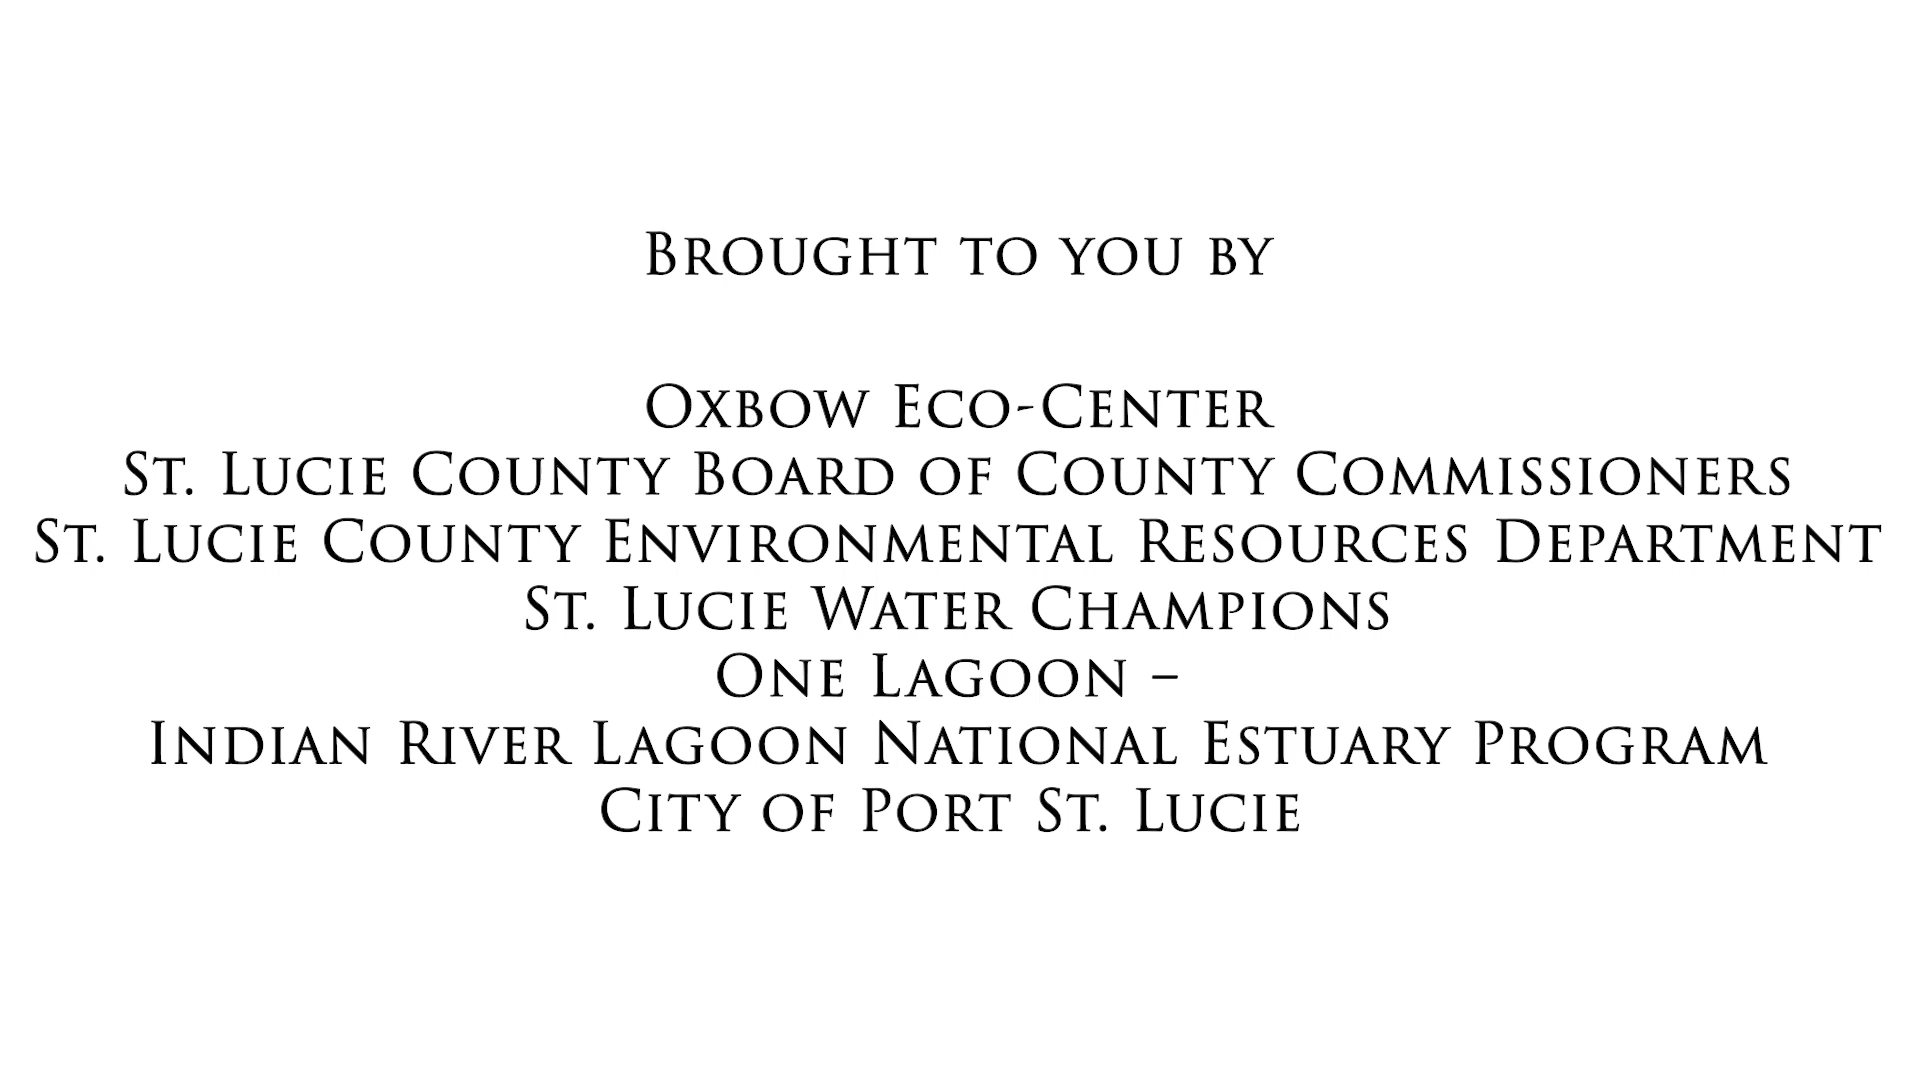 Brought to you by
Oxbow Eco-Center
St. Lucie County Board of County Commissioners
St. Lucie County Environmental Resources Department
St. Lucie Water Champions
One Lagoon –
Indian River Lagoon National Estuary Program
City of Port St. Lucie